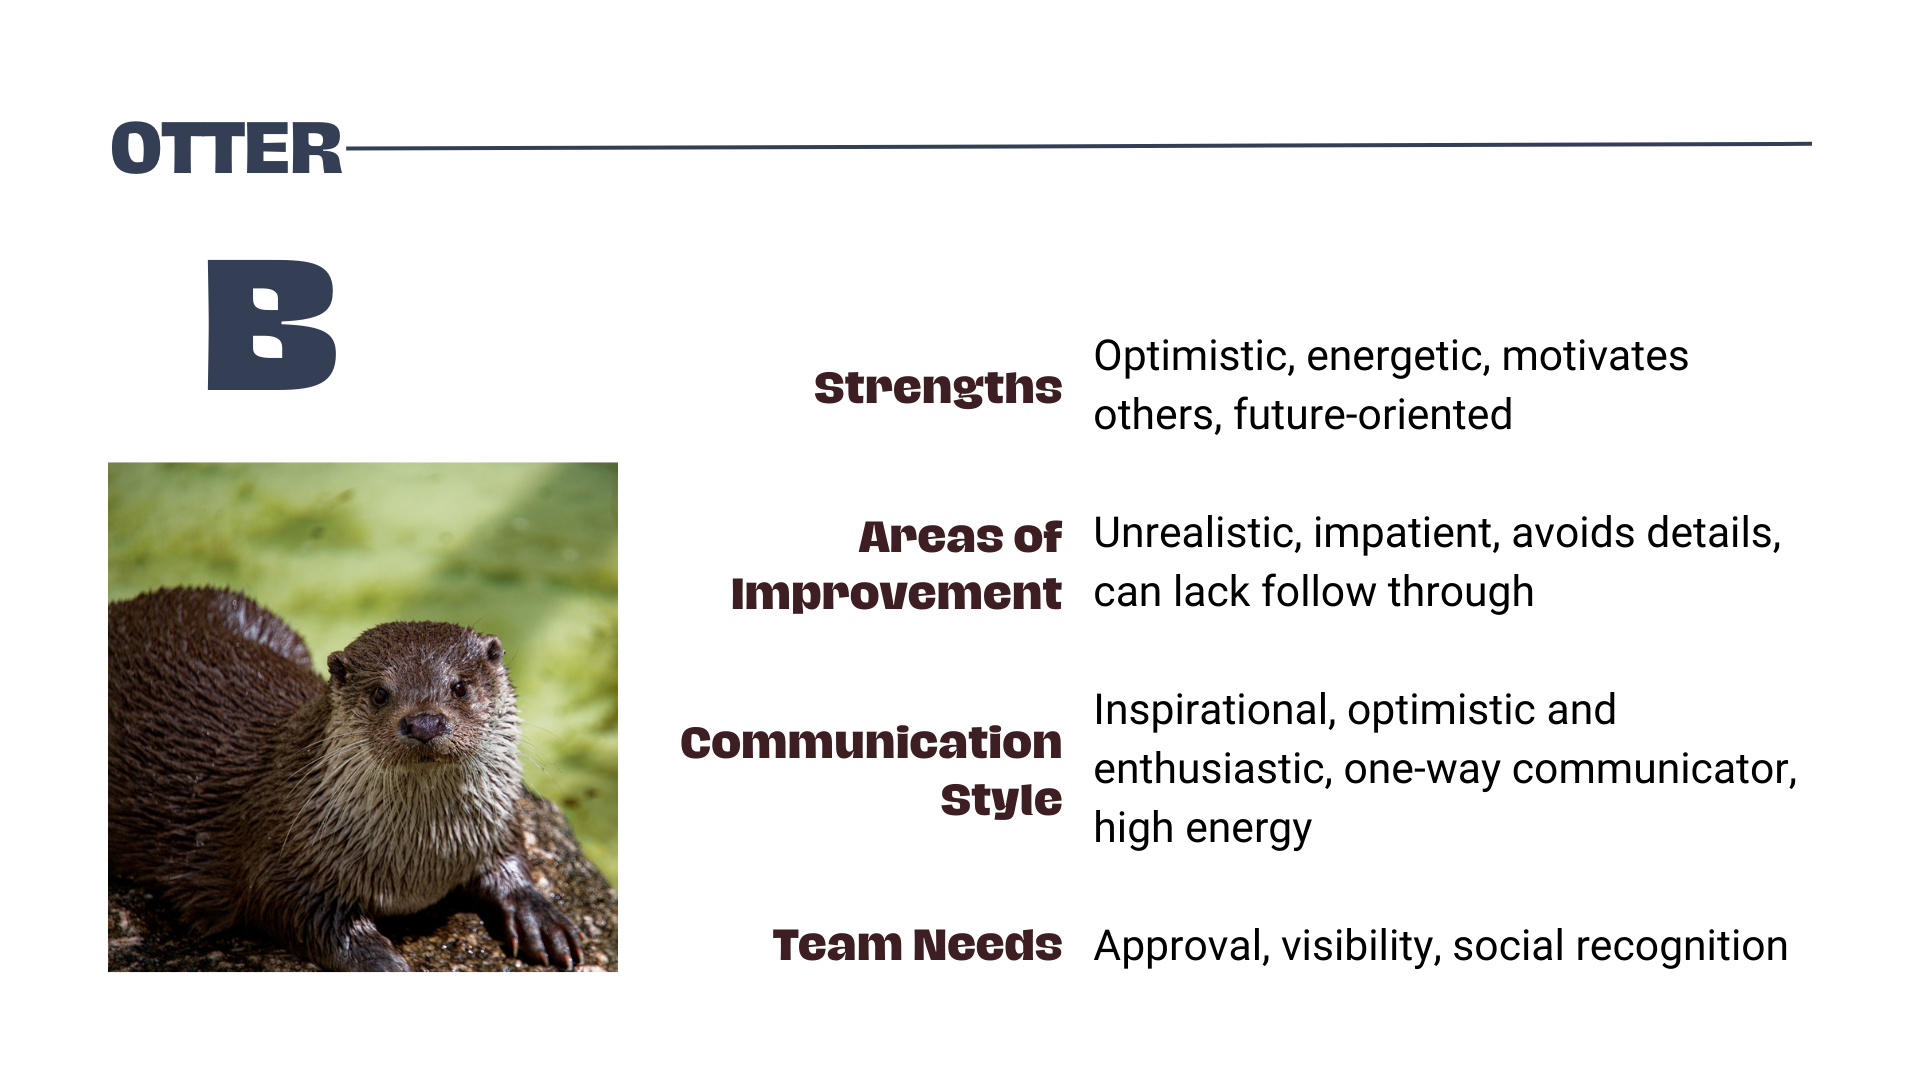 OTTER
B
Strengths
Optimistic, energetic, motivates
others, future-oriented
Areas of
Improvement
Unrealistic, impatient, avoids details,
can lack follow through
Communication
Style
Inspirational, optimistic and
enthusiastic, one-way communicator,
high energy
Team Needs
Approval, visibility, social recognition